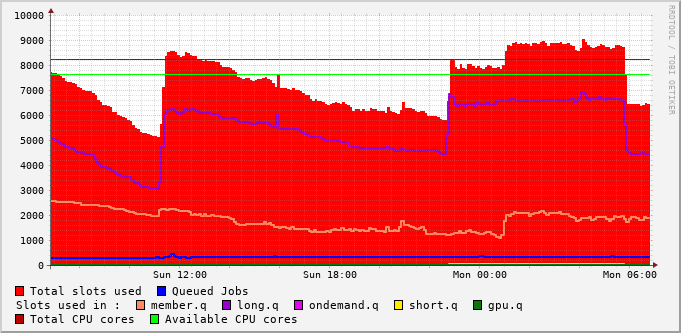 10000
9000
8000
7000
6000
5000
4000
3000
2000
1000
0
Sun 12:00 Sun 18:00 Mon 00:00 Mon 06:00
RRDTOOL / TOBI OETIKER
Total slots used Queued Jobs
Slots used in : member.q long.q ondemand.q short.q gpu.q
Total CPU cores Available CPU cores